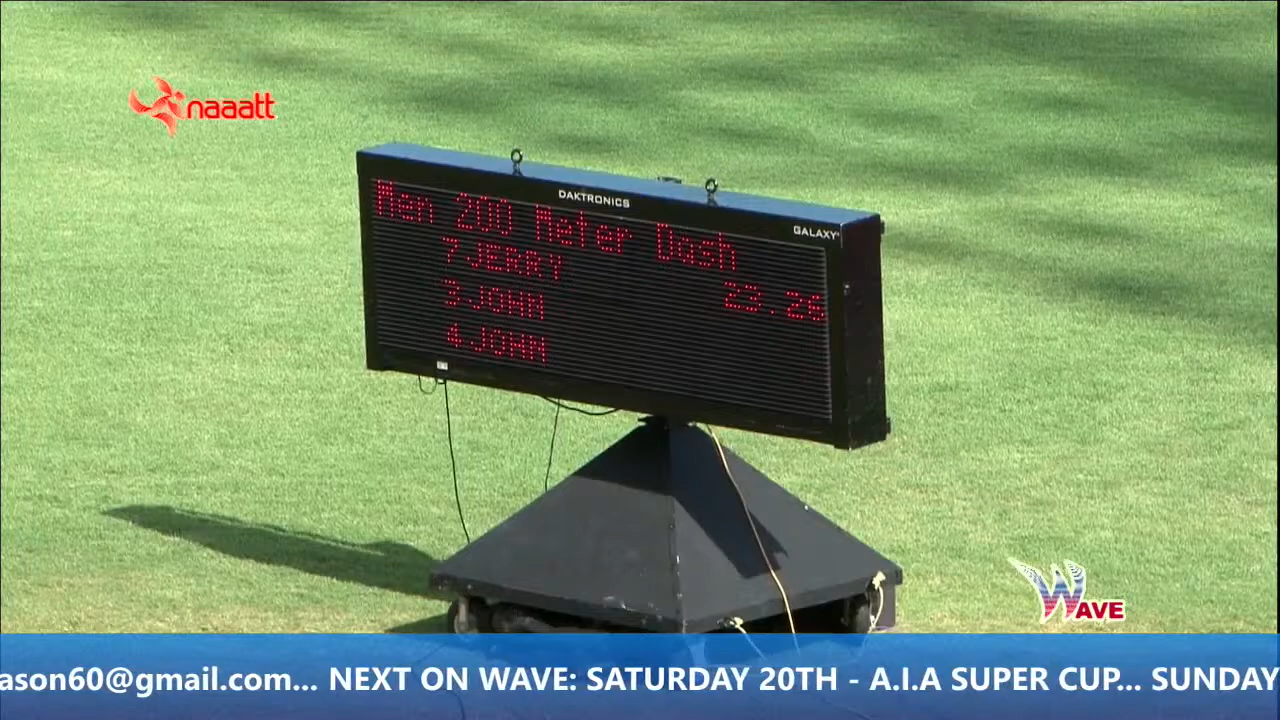 naaatt
DAKTRONICS
GALAXY
Men 200 Meter Dash
7 JERRY
3 JOHN 23.26
4 JOHN
WAVE
ason60@gmail.com... NEXT ON WAVE: SATURDAY 20TH - A.I.A SUPER CUP... SUNDAY